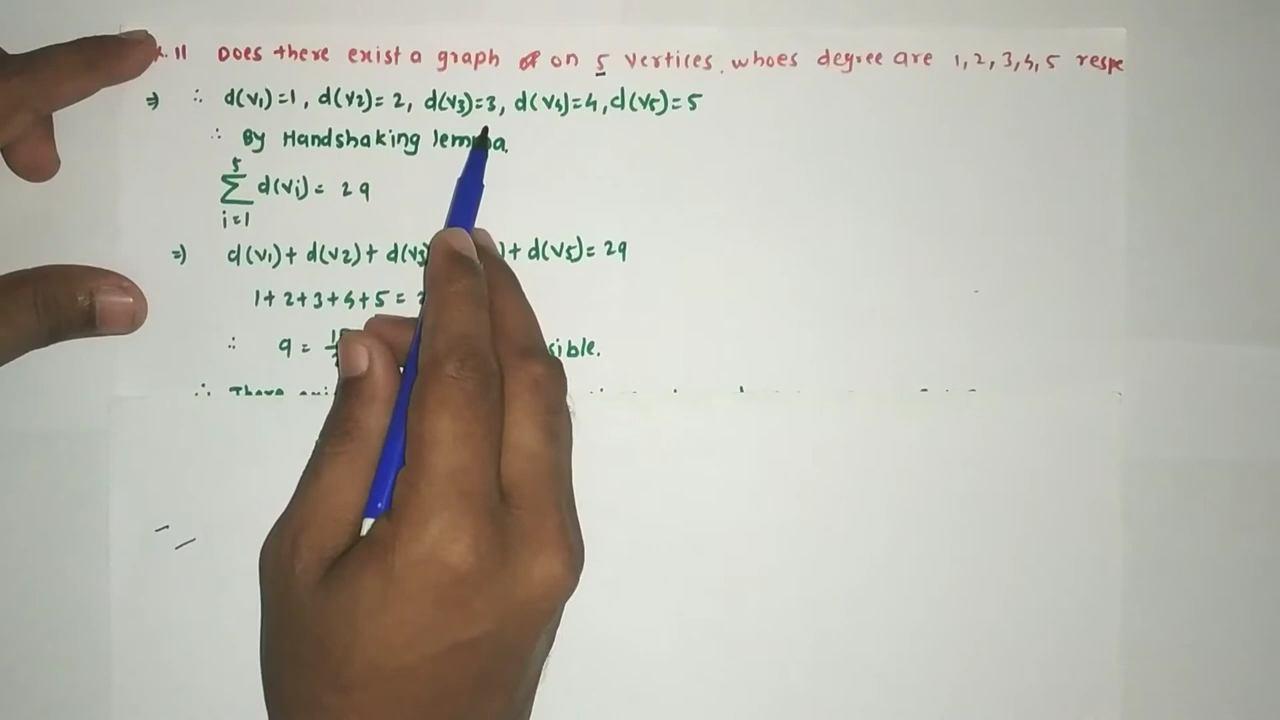 11 Does there exist a graph on 5 vertices. whoes degree are 1, 2, 3, 4, 5 respe
⇒ ∴ d(v1)=1, d(v2)=2, d(v3)=3, d(v4)=4, d(v5)=5
∴ By Handshaking lemma.
5
∑ d(vi) = 2q
i=1
⇒ d(v1) + d(v2) + d(v3) + d(v5) = 2q
1+2+3+4+5 =
∴ q =
∴ There